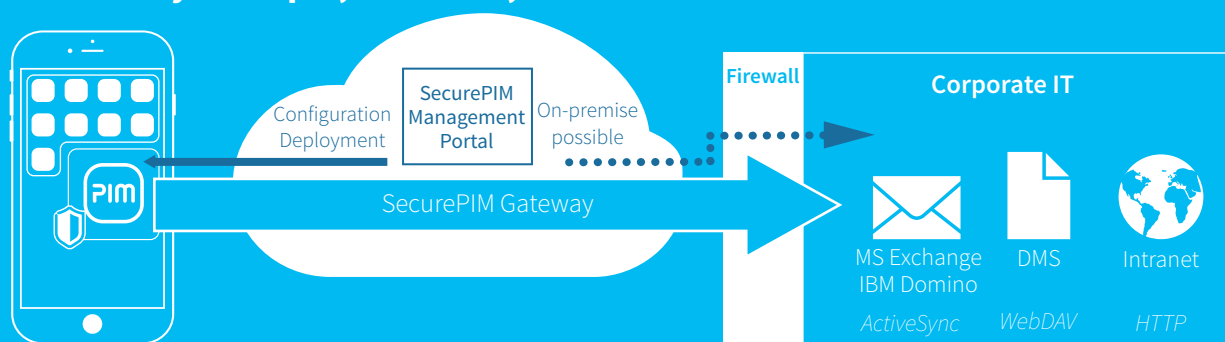 PIM
Configuration
Deployment
SecurePIM
Management
Portal
On-premise
possible
SecurePIM Gateway
Firewall
Corporate IT
MS Exchange
IBM Domino
ActiveSync
DMS
WebDAV
Intranet
HTTP